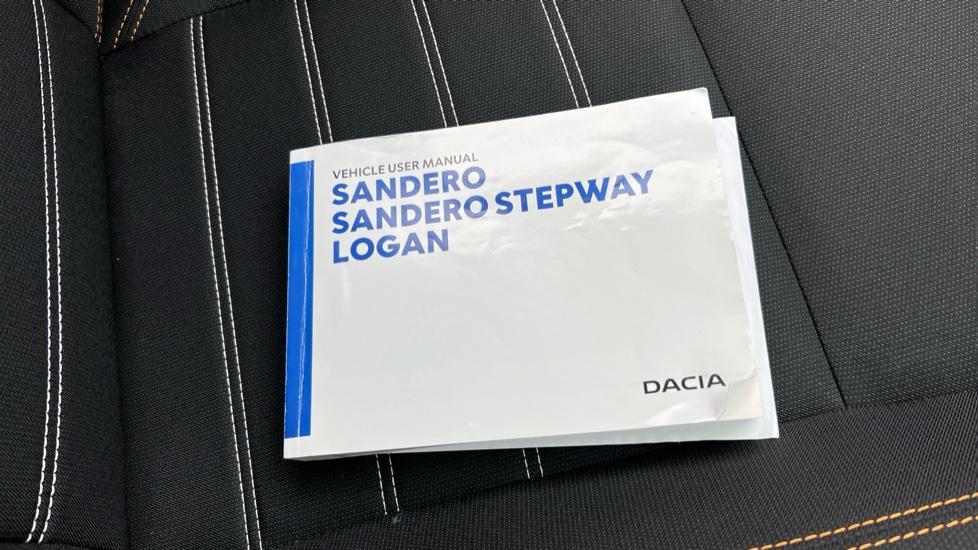 VEHICLE USER MANUAL
SANDERO
SANDERO STEPWAY
LOGAN
DACIA